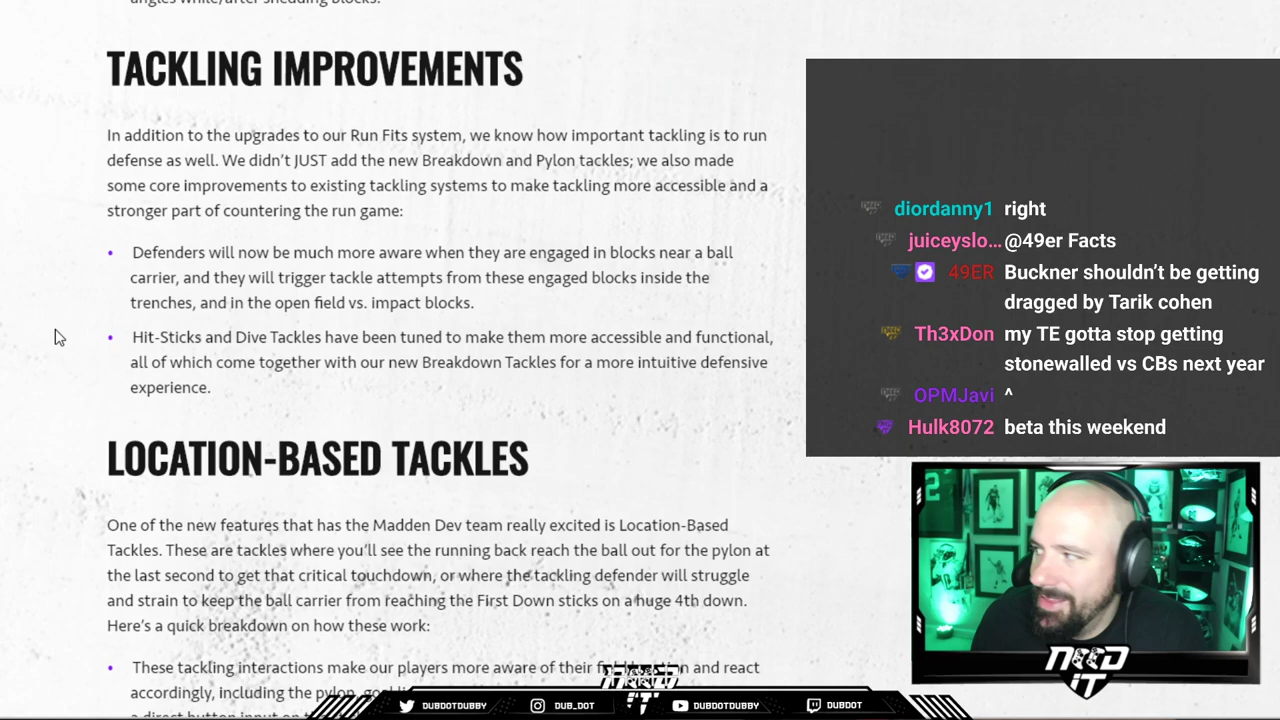 angles while/after shedding blocks.
TACKLING IMPROVEMENTS
In addition to the upgrades to our Run Fits system, we know how important tackling is to run
defense as well. We didn't JUST add the new Breakdown and Pylon tackles; we also made
some core improvements to existing tackling systems to make tackling more accessible and a
stronger part of countering the run game:
• Defenders will now be much more aware when they are engaged in blocks near a ball
carrier, and they will trigger tackle attempts from these engaged blocks inside the
trenches, and in the open field vs. impact blocks.
• Hit-Sticks and Dive Tackles have been tuned to make them more accessible and functional,
all of which come together with our new Breakdown Tackles for a more intuitive defensive
experience.
LOCATION-BASED TACKLES
One of the new features that has the Madden Dev team really excited is Location-Based
Tackles. These are tackles where you'll see the running back reach the ball out for the pylon at
the last second to get that critical touchdown, or where the tackling defender will struggle
and strain to keep the ball carrier from reaching the First Down sticks on a huge 4th down.
Here's a quick breakdown on how these work:
• These tackling interactions make our players more aware of their and react
accordingly, including the pylon,
a direct button input on
diordanny1 right
juiceyslo... @49er Facts
49ER Buckner shouldn't be getting
dragged by Tarik cohen
Th3xDon my TE gotta stop getting
stonewalled vs CBs next year
OPMJavi ^
Hulk8072 beta this weekend
NEED
IT
NEED
IT
DUBDOTDUBBY DUB_DOT DUBDOTDUBBY DUBDOT